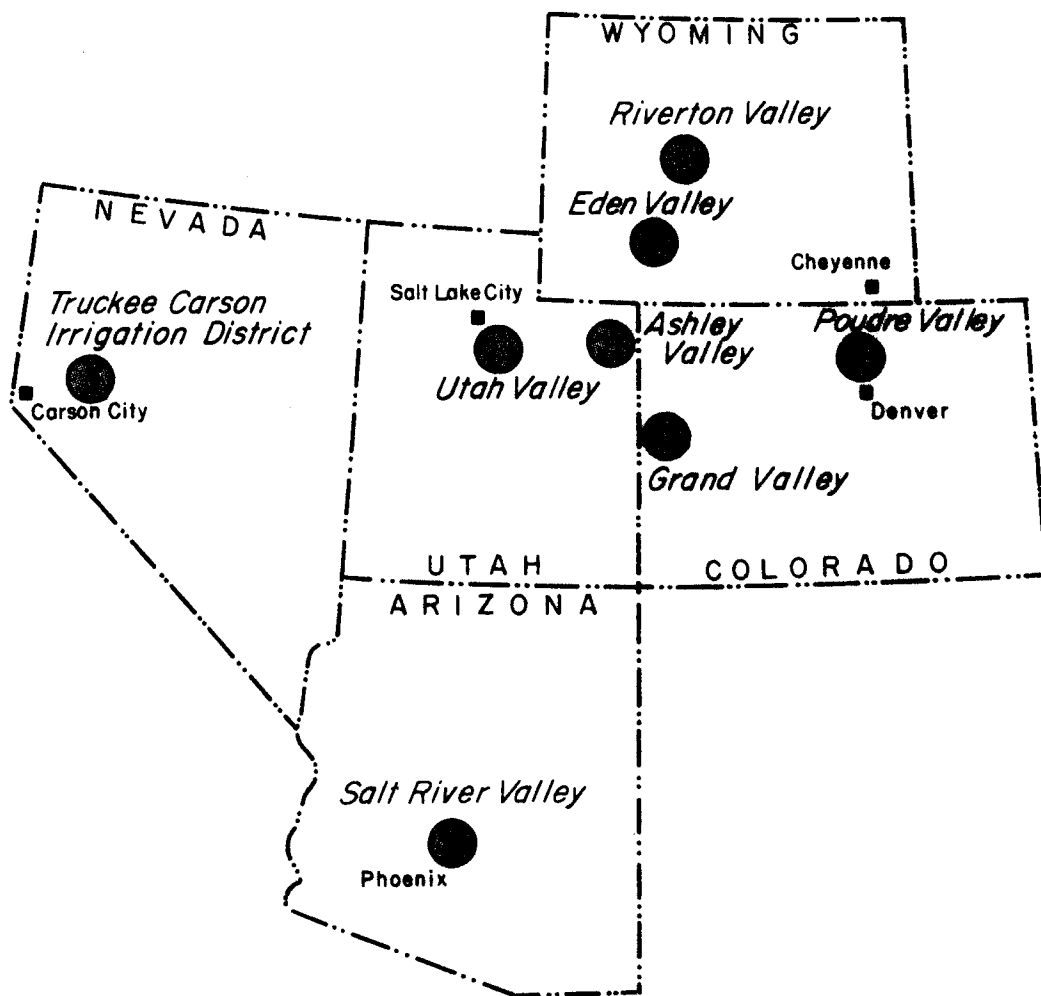 WYOMING
Riverton Valley
Eden Valley
Cheyenne
NEVADA
Truckee Carson
Irrigation District
Carson City
Salt Lake City
Utah Valley
Ashley
Valley
Poudre Valley
Denver
Grand Valley
UTAH
COLORADO
ARIZONA
Salt River Valley
Phoenix